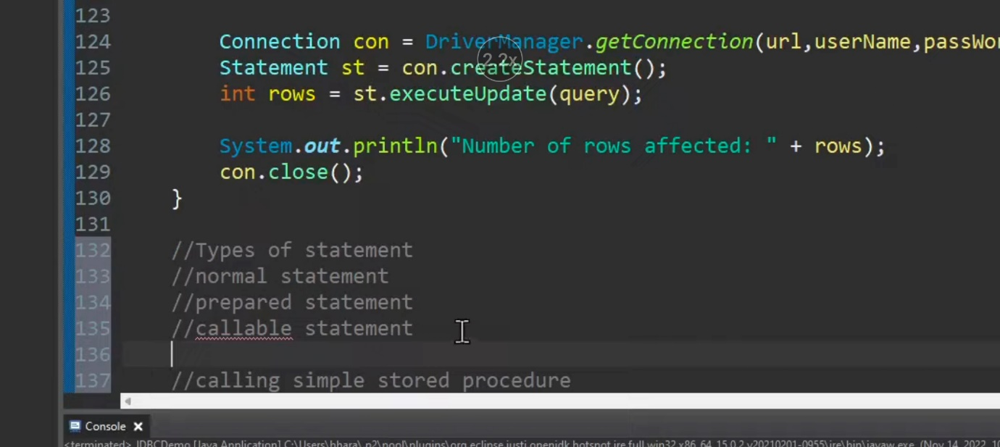 123
124 Connection con = DriverManager.getConnection(url,userName,passWor
125 Statement st = con.createStatement();
126 int rows = st.executeUpdate(query);
127
128 System.out.println("Number of rows affected: " + rows);
129 con.close();
130 }
131
132 //Types of statement
133 //normal statement
134 //prepared statement
135 //callable statement
136
137 //calling simple stored procedure
2.2x
Console
<terminated> JDBCDemo [Java Application] C:\Users\bhara\.p2\pool\plugins\org.eclipse.justj.openjdk.hotspot.jre.full.win32.x86_64_15.0.2.v20210201-0955\jre\bin\javaw.exe (Nov 14, 2022, 10